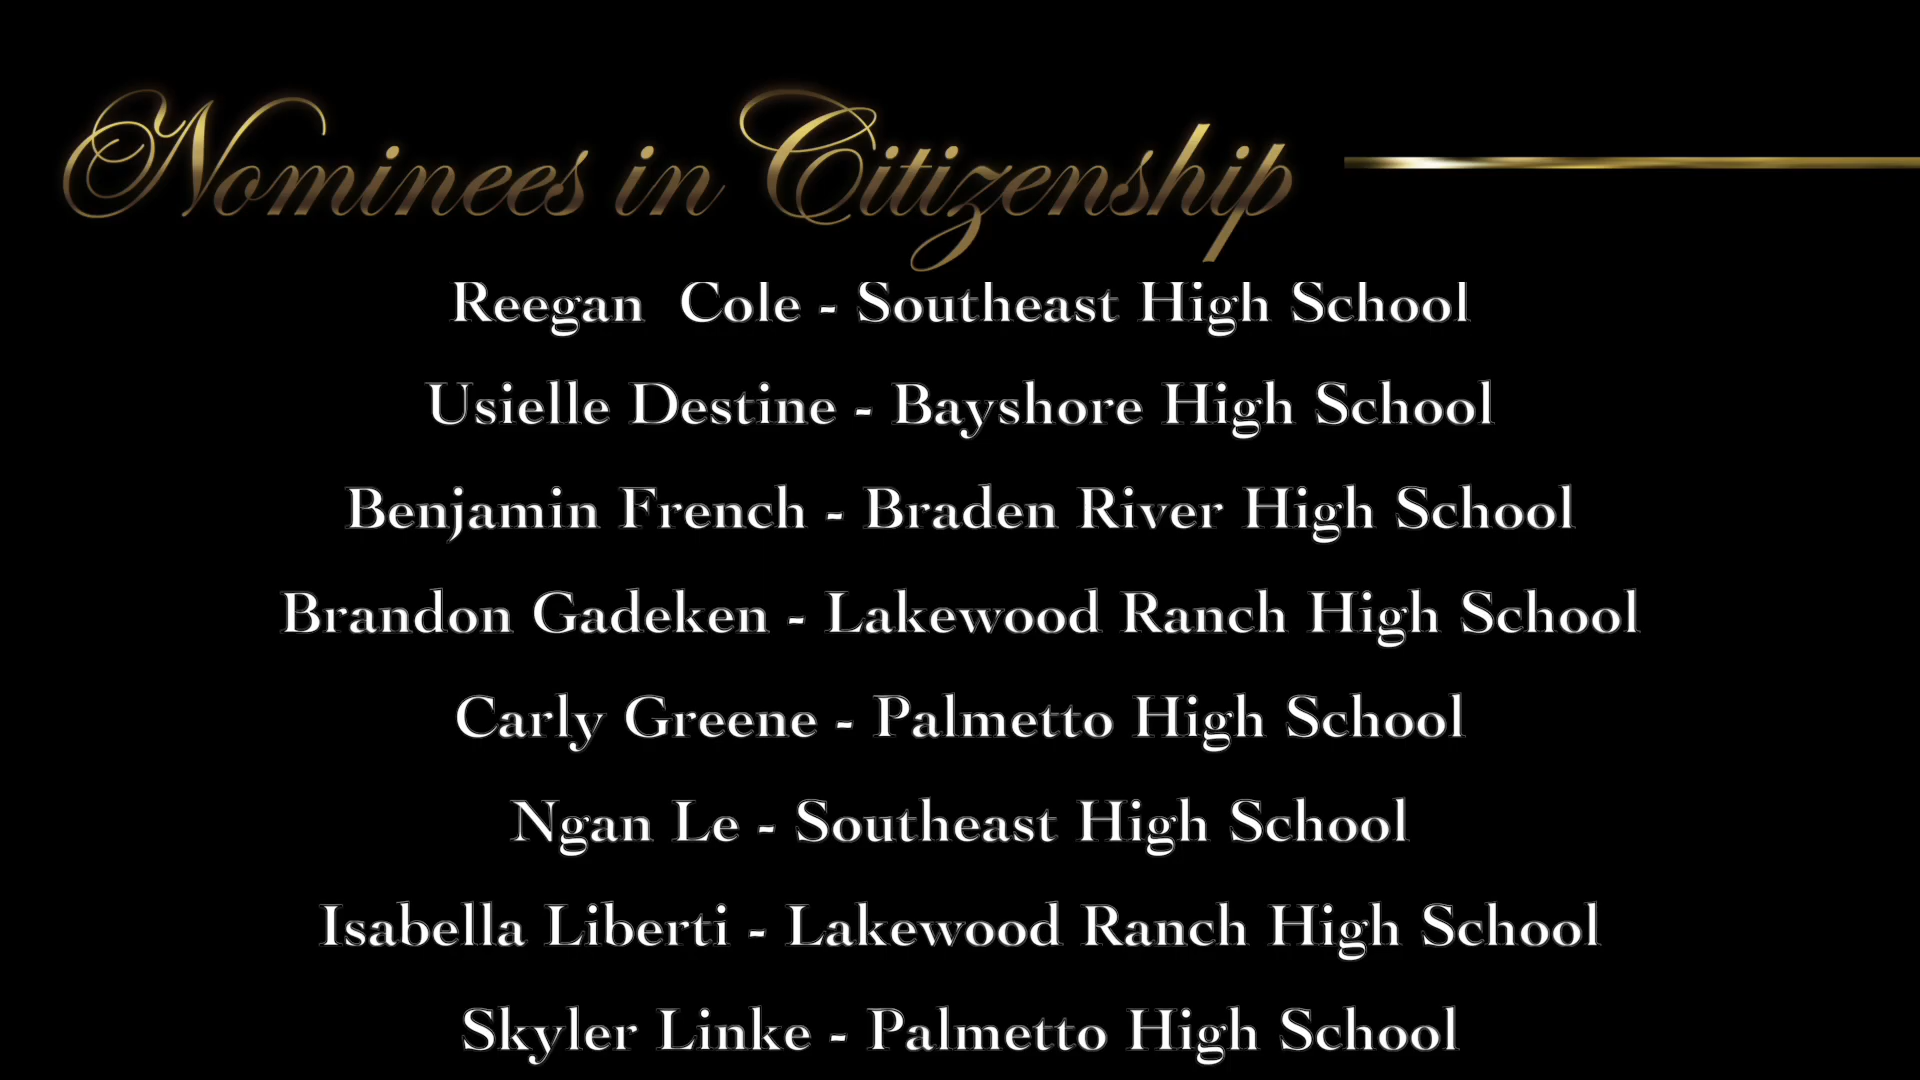 Nominees in Citizenship
Reegan  Cole - Southeast High School
Usielle Destine - Bayshore High School
Benjamin French - Braden River High School
Brandon Gadeken - Lakewood Ranch High School
Carly Greene - Palmetto High School
Ngan Le - Southeast High School
Isabella Liberti - Lakewood Ranch High School
Skyler Linke - Palmetto High School